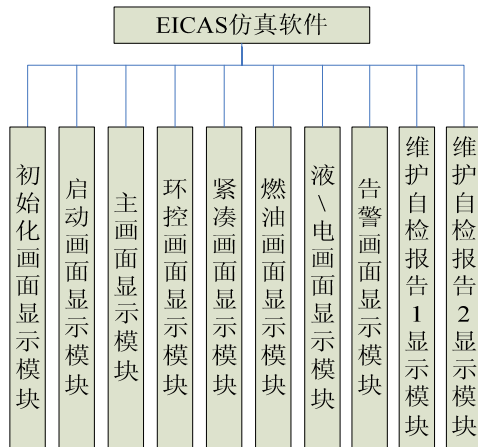 EICAS仿真软件
初始化画面显示模块
启动画面显示模块
主画面显示模块
环控画面显示模块
紧凑画面显示模块
燃油画面显示模块
液\电画面显示模块
告警画面显示模块
维护自检报告1显示模块
维护自检报告2显示模块